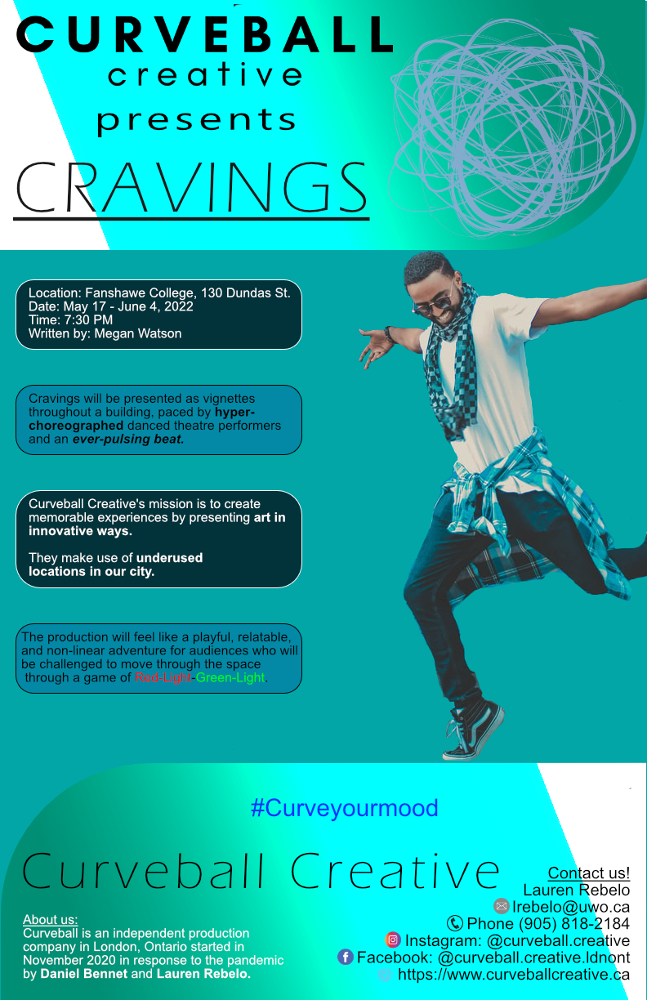 CURVEBALL
creative
presents
CRAVINGS
Location: Fanshawe College, 130 Dundas St.
Date: May 17 - June 4, 2022
Time: 7:30 PM
Written by: Megan Watson
Cravings will be presented as vignettes
throughout a building, paced by hyper-
choreographed danced theatre performers
and an ever-pulsing beat.
Curveball Creative's mission is to create
memorable experiences by presenting art in
innovative ways.
They make use of underused
locations in our city.
The production will feel like a playful, relatable,
and non-linear adventure for audiences who will
be challenged to move through the space
through a game of Red-Light-Green-Light.
#Curveyourmood
Curveball Creative
About us:
Curveball is an independent production
company in London, Ontario started in
November 2020 in response to the pandemic
by Daniel Bennet and Lauren Rebelo.
Contact us!
Lauren Rebelo
lrebelo@uwo.ca
Phone (905) 818-2184
Instagram: @curveball.creative
Facebook: @curveball.creative.ldnont
https://www.curveballcreative.ca